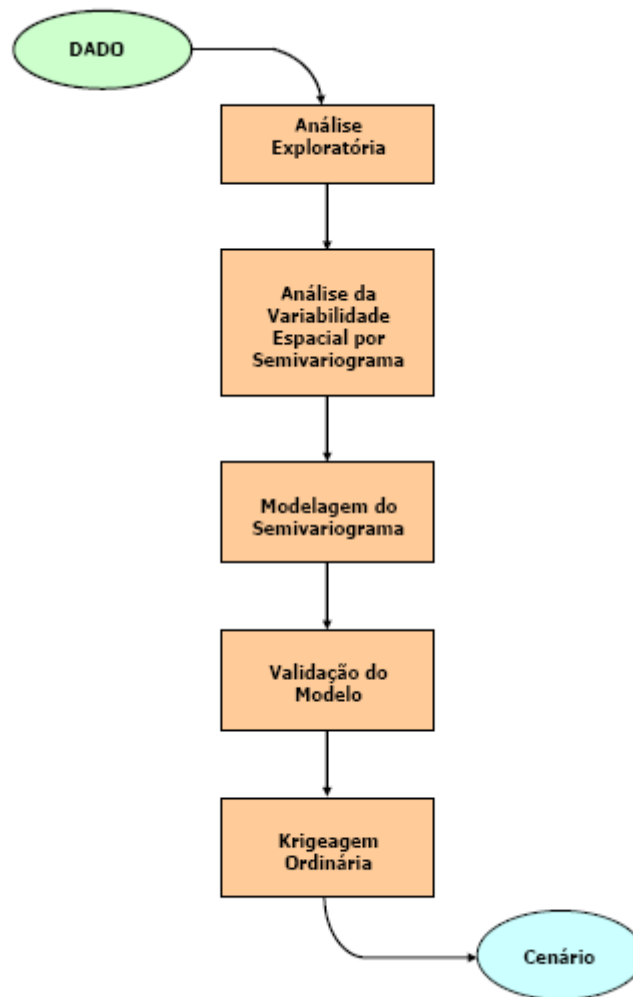 DADO
Análise
Exploratória
Análise da
Variabilidade
Espacial por
Semivariograma
Modelagem do
Semivariograma
Validação do
Modelo
Krigeagem
Ordinária
Cenário